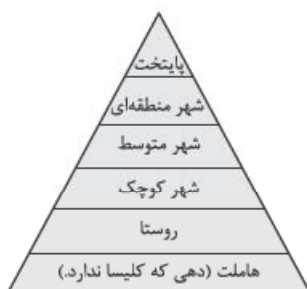 پایتخت
شهر منطقه‌ای
شهر متوسط
شهر کوچک
روستا
هاملت (دهی که کلیسا ندارد.)